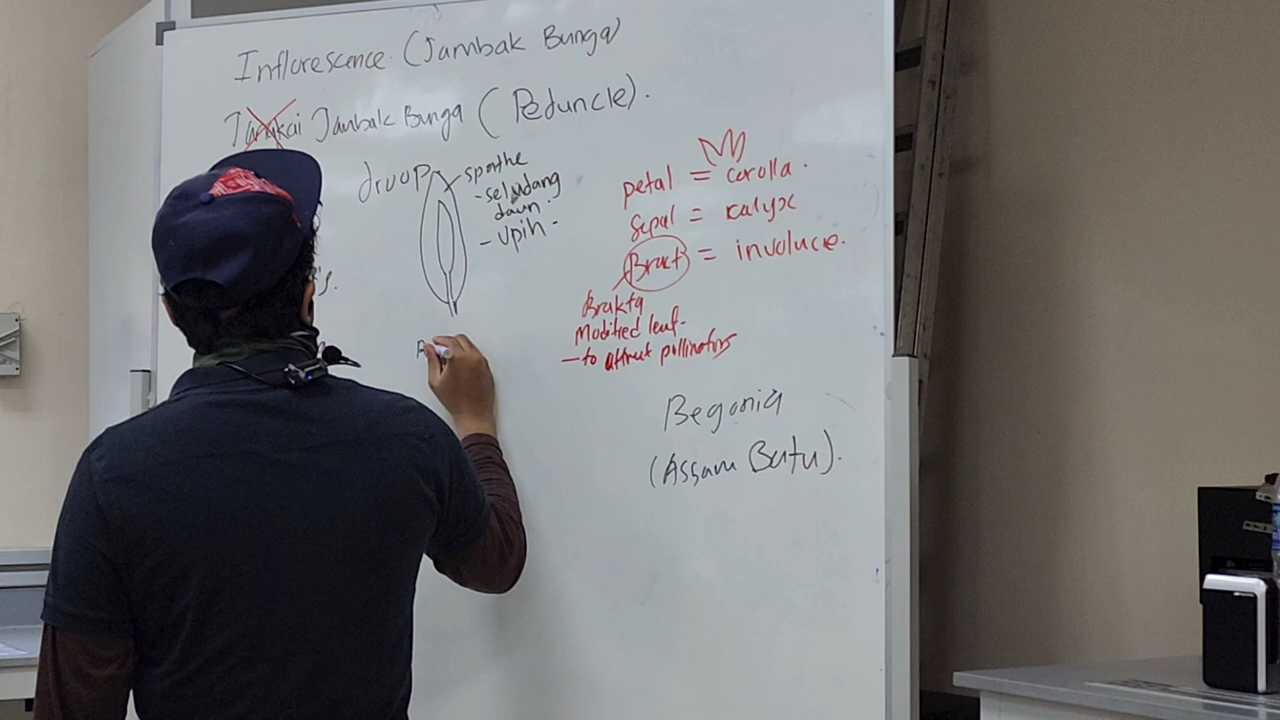 Inflorescence (Jambak Bunga)
Tangkai Jambak Bunga (Peduncle).
droop
spathe
- seludang
daun.
- upih -
petal = corolla.
Sepal = kalyx
Bract = involucre.
Brakta
Modified leaf.
- to attract pollinators
Begonia
(Assam Batu).